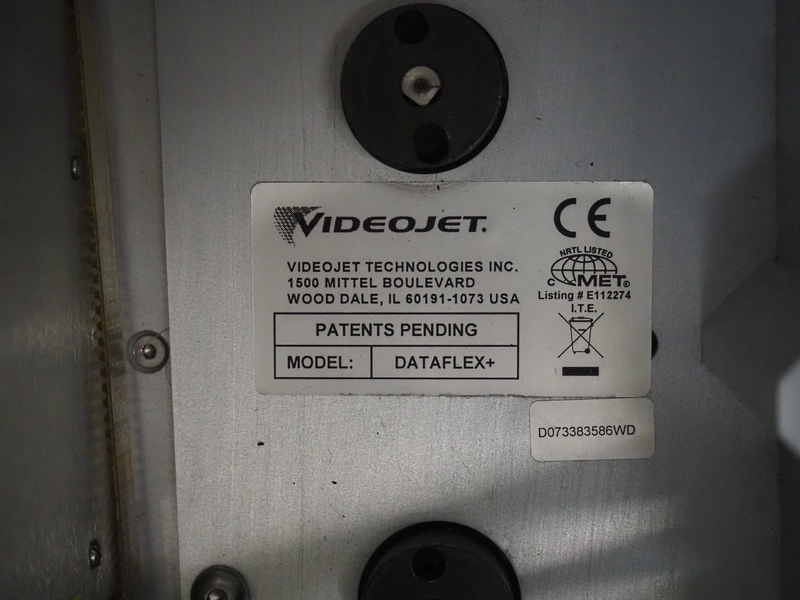 VIDEOJET.
CE
VIDEOJET TECHNOLOGIES INC.
1500 MITTEL BOULEVARD
WOOD DALE, IL 60191-1073 USA
NRTL LISTED
C MET®
Listing # E112274
I.T.E.
PATENTS PENDING
MODEL: DATAFLEX+
D073383586WD